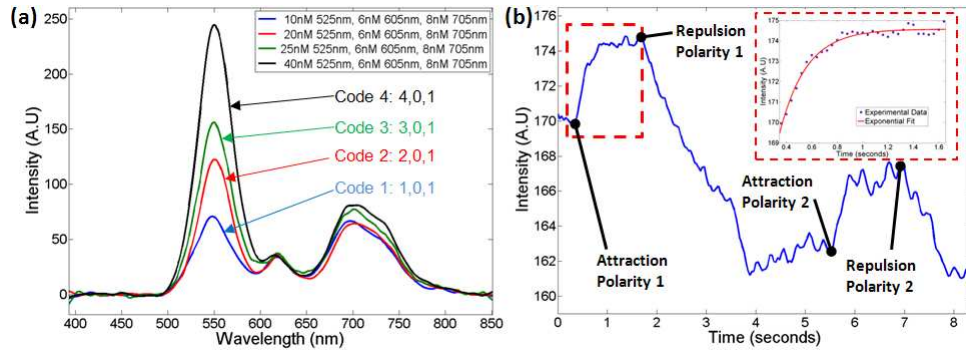 (a)
250
200
150
100
50
0
Intensity (A.U)
400 450 500 550 600 650 700 750 800 850
Wavelength (nm)
10nM 525nm, 6nM 605nm, 8nM 705nm
20nM 525nm, 6nM 605nm, 8nM 705nm
25nM 525nm, 6nM 605nm, 8nM 705nm
40nM 525nm, 6nM 605nm, 8nM 705nm
Code 4: 4,0,1
Code 3: 3,0,1
Code 2: 2,0,1
Code 1: 1,0,1
(b)
176
174
172
170
168
166
164
162
160
Intensity (A.U)
0 1 2 3 4 5 6 7 8
Time (seconds)
Repulsion
Polarity 1
Attraction
Polarity 1
Attraction
Polarity 2
Repulsion
Polarity 2
175
174
173
172
171
170
169
Intensity (A.U)
0.4 0.6 0.8 1 1.2 1.4 1.6
Time (seconds)
Experimental Data
Exponential Fit